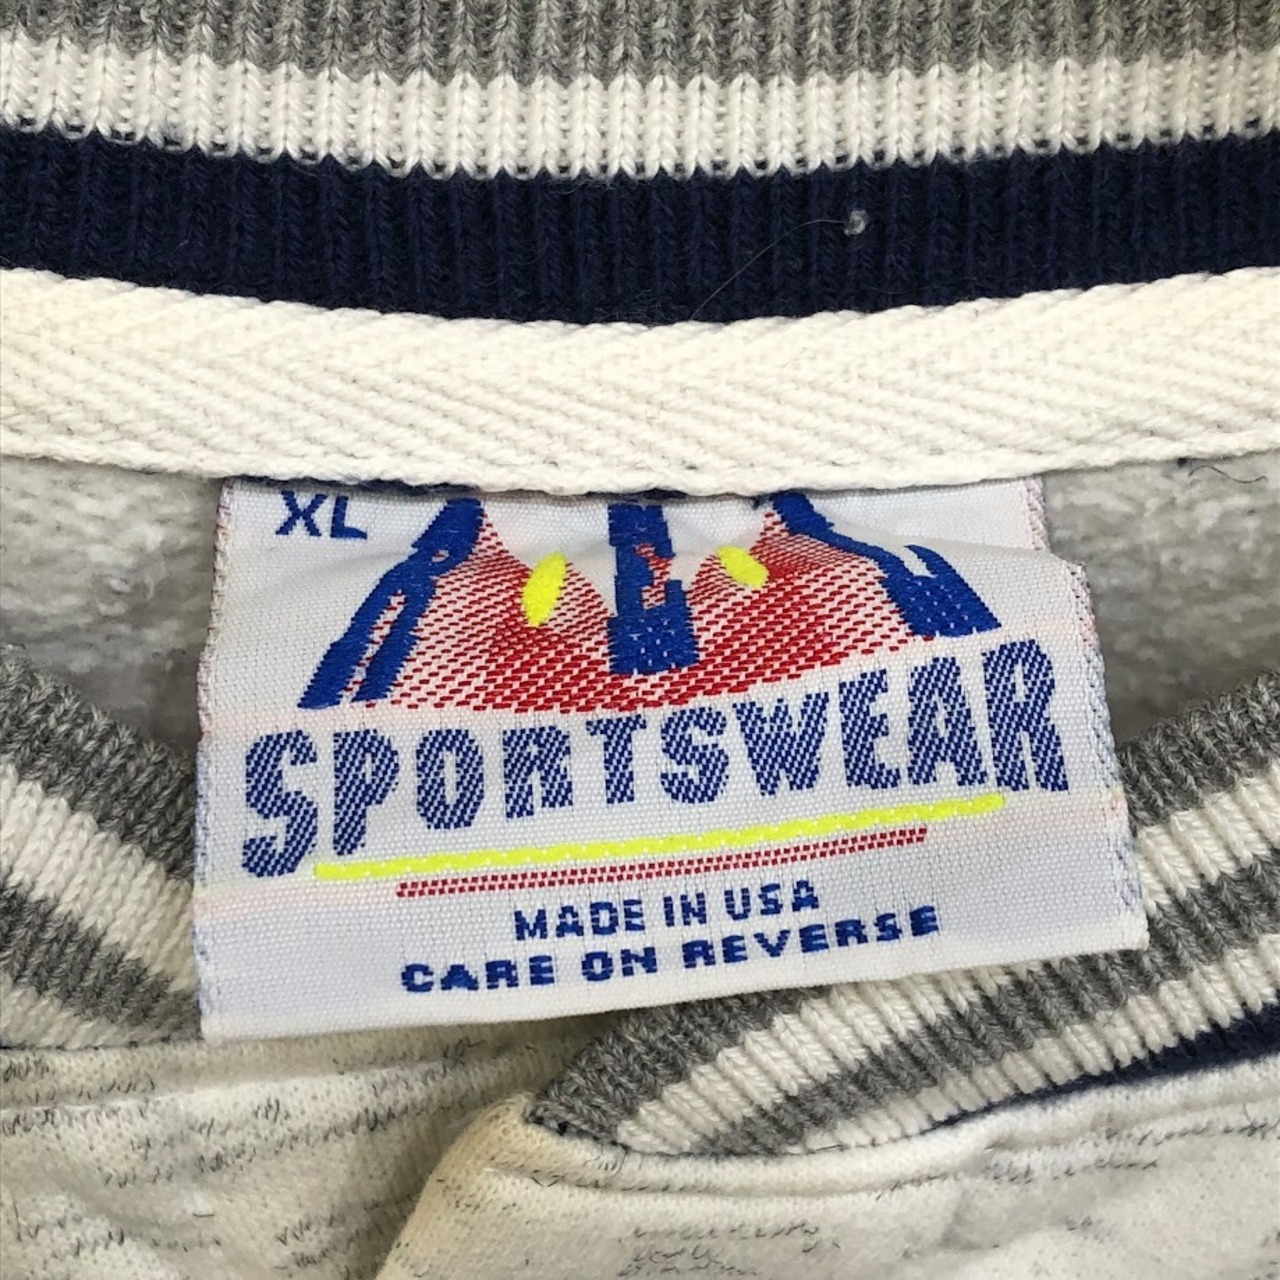 XL
SPORTSWEAR
MADE IN USA
CARE ON REVERSE